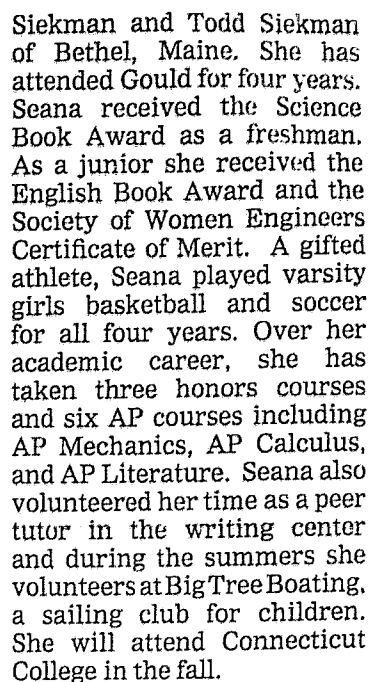 Siekman and Todd Siekman
of Bethel, Maine. She has
attended Gould for four years.
Seana received the Science
Book Award as a freshman.
As a junior she received the
English Book Award and the
Society of Women Engineers
Certificate of Merit. A gifted
athlete, Seana played varsity
girls basketball and soccer
for all four years. Over her
academic career, she has
taken three honors courses
and six AP courses including
AP Mechanics, AP Calculus,
and AP Literature. Seana also
volunteered her time as a peer
tutor in the writing center
and during the summers she
volunteers at Big Tree Boating,
a sailing club for children.
She will attend Connecticut
College in the fall.